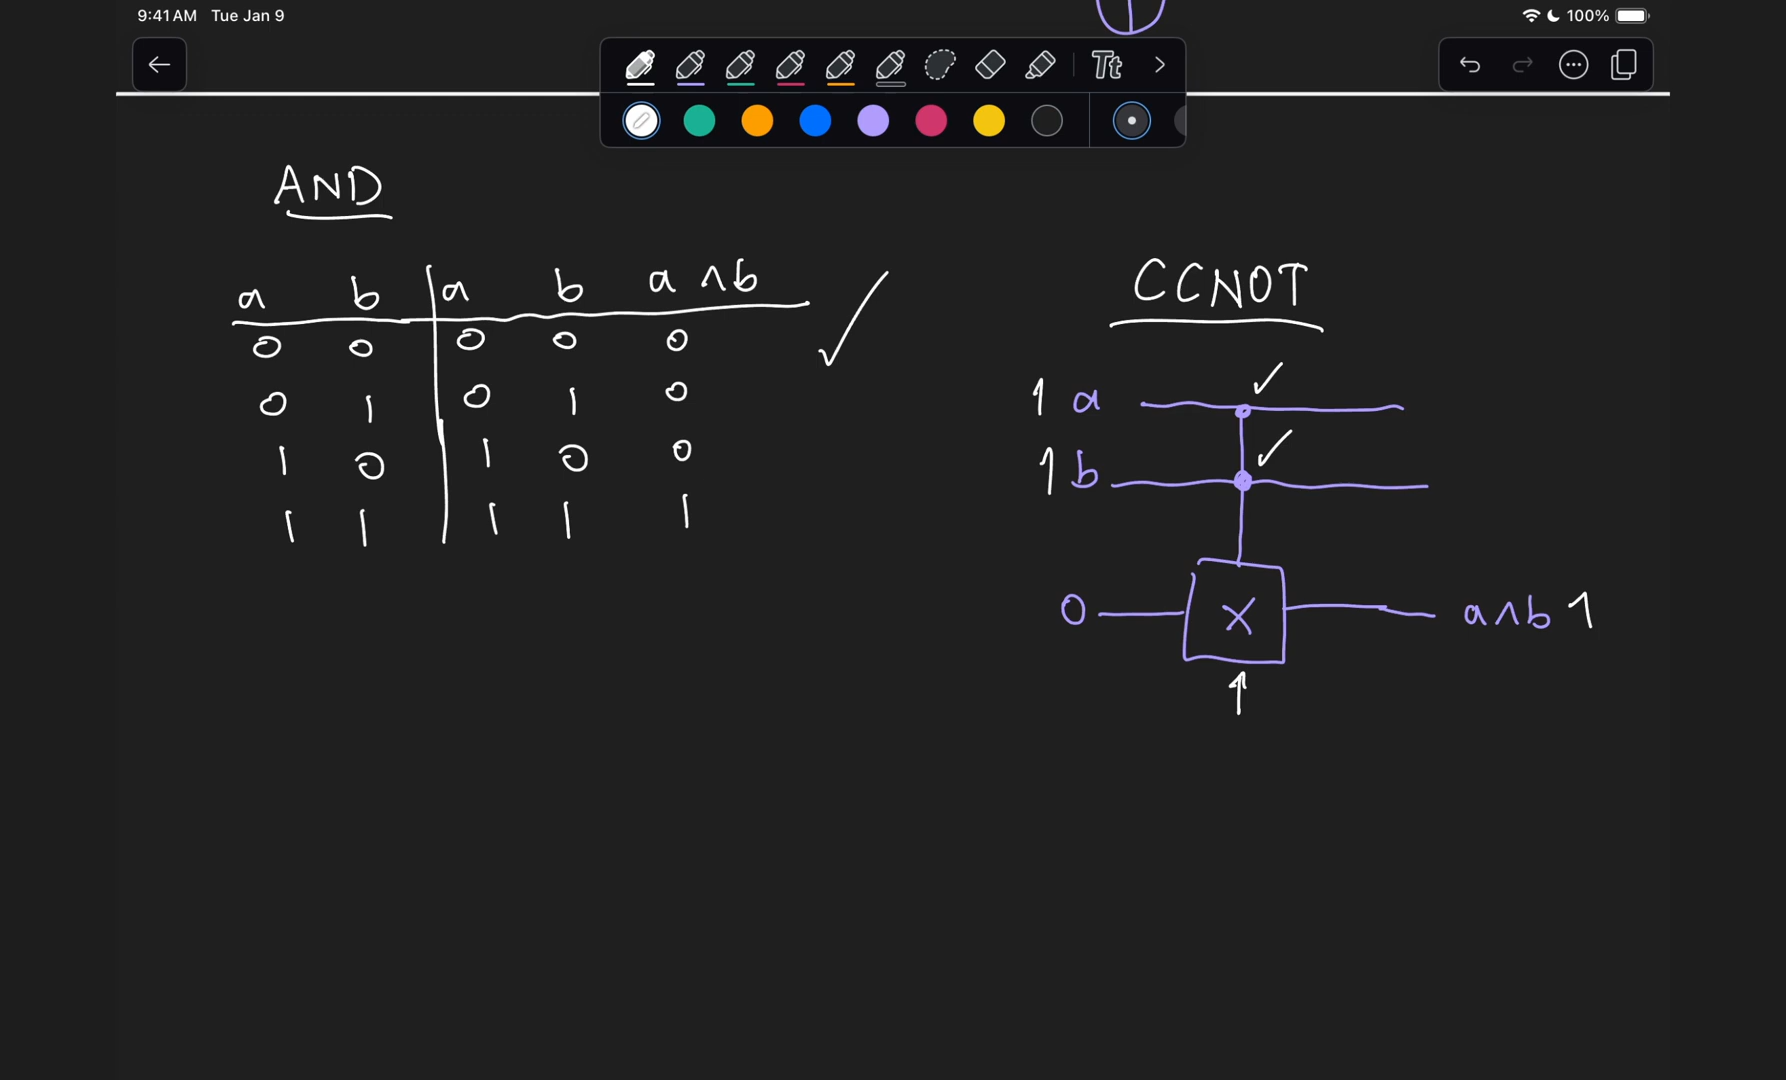 9:41 AM Tue Jan 9
100%
Tt
AND
a b a b a ∧ b
0 0 0 0 0
0 1 0 1 0
1 0 1 0 0
1 1 1 1 1
CCNOT
1 a
1 b
0 X a∧b 1